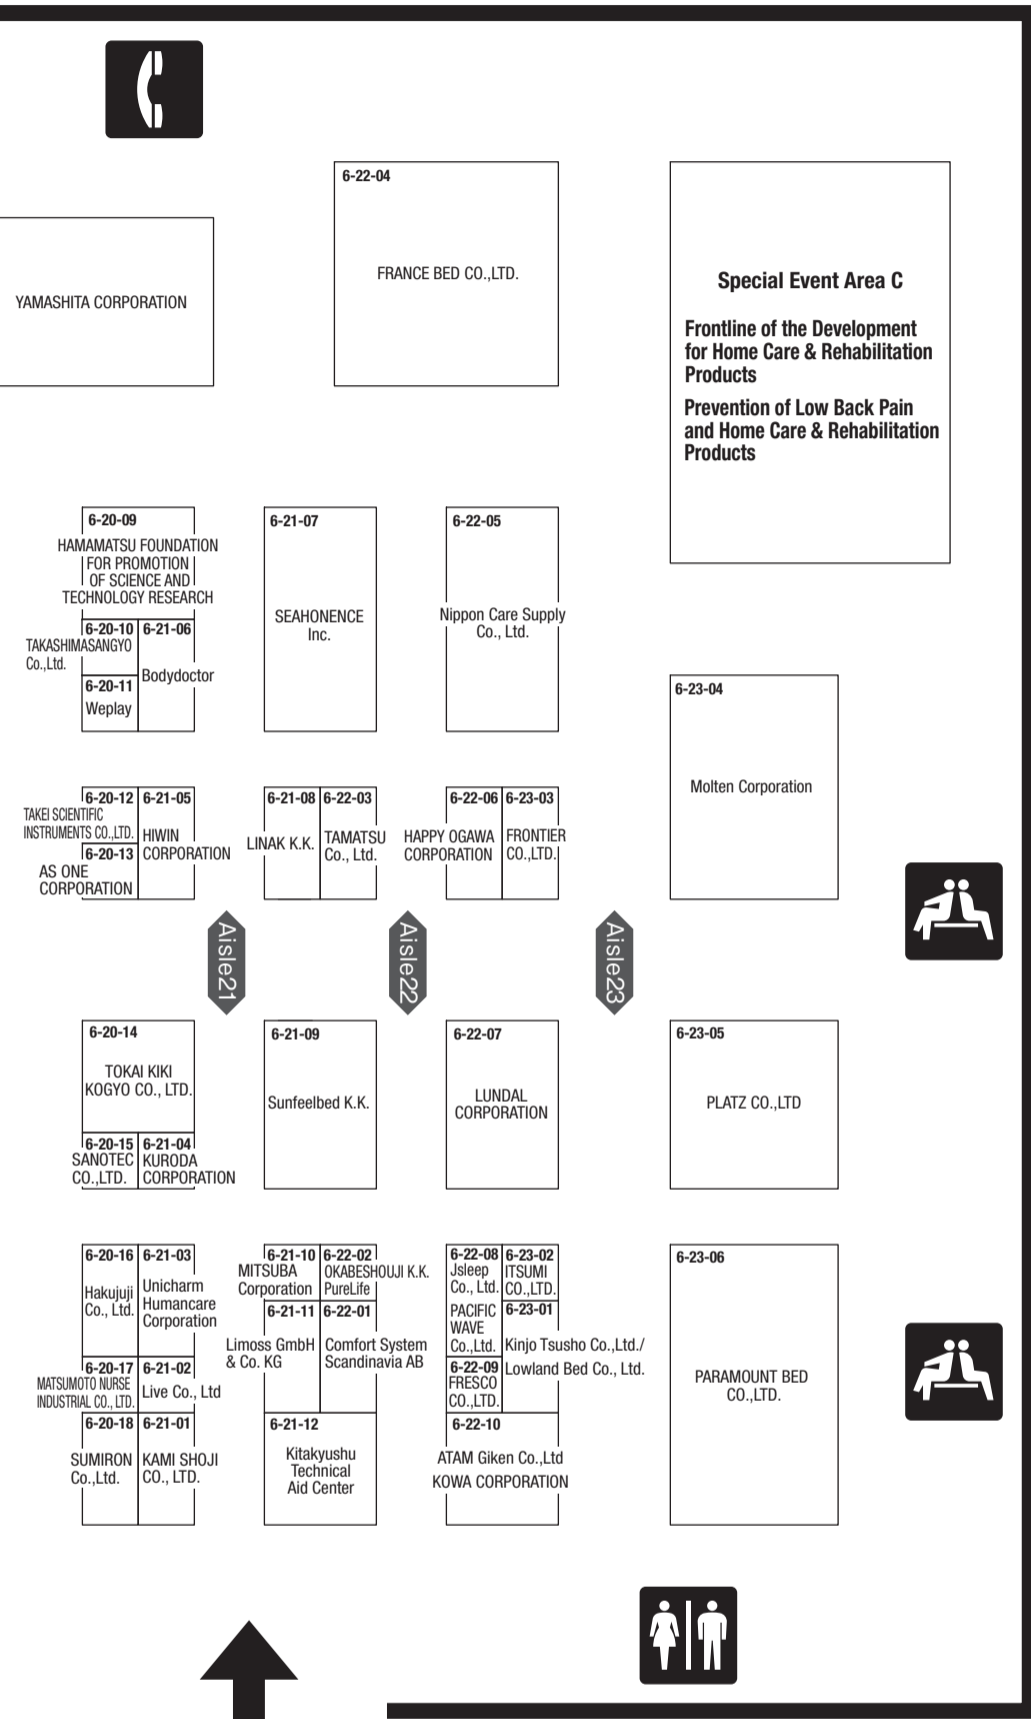 6-22-04
FRANCE BED CO.,LTD.
YAMASHITA CORPORATION
Special Event Area C
Frontline of the Development
for Home Care & Rehabilitation
Products
Prevention of Low Back Pain
and Home Care & Rehabilitation
Products
6-20-09
HAMAMATSU FOUNDATION
FOR PROMOTION
OF SCIENCE AND
TECHNOLOGY RESEARCH
6-20-10
TAKASHIMASANGYO
Co.,Ltd.
6-21-06
Bodydoctor
6-20-11
Weplay
6-21-07
SEAHONENCE
Inc.
6-22-05
Nippon Care Supply
Co., Ltd.
6-23-04
Molten Corporation
6-20-12
TAKEI SCIENTIFIC
INSTRUMENTS CO.,LTD.
6-20-13
AS ONE
CORPORATION
6-21-05
HIWIN
CORPORATION
6-21-08
LINAK K.K.
6-22-03
TAMATSU
Co., Ltd.
6-22-06
HAPPY OGAWA
CORPORATION
6-23-03
FRONTIER
CO.,LTD.
Aisle21
Aisle22
Aisle23
6-20-14
TOKAI KIKI
KOGYO CO., LTD.
6-20-15
SANOTEC
CO.,LTD.
6-21-04
KURODA
CORPORATION
6-21-09
Sunfeelbed K.K.
6-22-07
LUNDAL
CORPORATION
6-23-05
PLATZ CO.,LTD
6-20-16
Hakujuji
Co., Ltd.
6-21-03
Unicharm
Humancare
Corporation
6-20-17
MATSUMOTO NURSE
INDUSTRIAL CO., LTD.
6-21-02
Live Co., Ltd
6-20-18
SUMIRON
Co.,Ltd.
6-21-01
KAMI SHOJI
CO., LTD.
6-21-10
MITSUBA
Corporation
6-22-02
OKABESHOUJI K.K.
PureLife
6-21-11
Limoss GmbH
& Co. KG
6-22-01
Comfort System
Scandinavia AB
6-21-12
Kitakyushu
Technical
Aid Center
6-22-08
Jsleep
Co., Ltd.
PACIFIC
WAVE
Co.,Ltd.
6-23-02
ITSUMI
CO.,LTD.
6-23-01
Kinjo Tsusho Co.,Ltd./
Lowland Bed Co., Ltd.
6-22-09
FRESCO
CO.,LTD.
6-22-10
ATAM Giken Co.,Ltd
KOWA CORPORATION
6-23-06
PARAMOUNT BED
CO.,LTD.